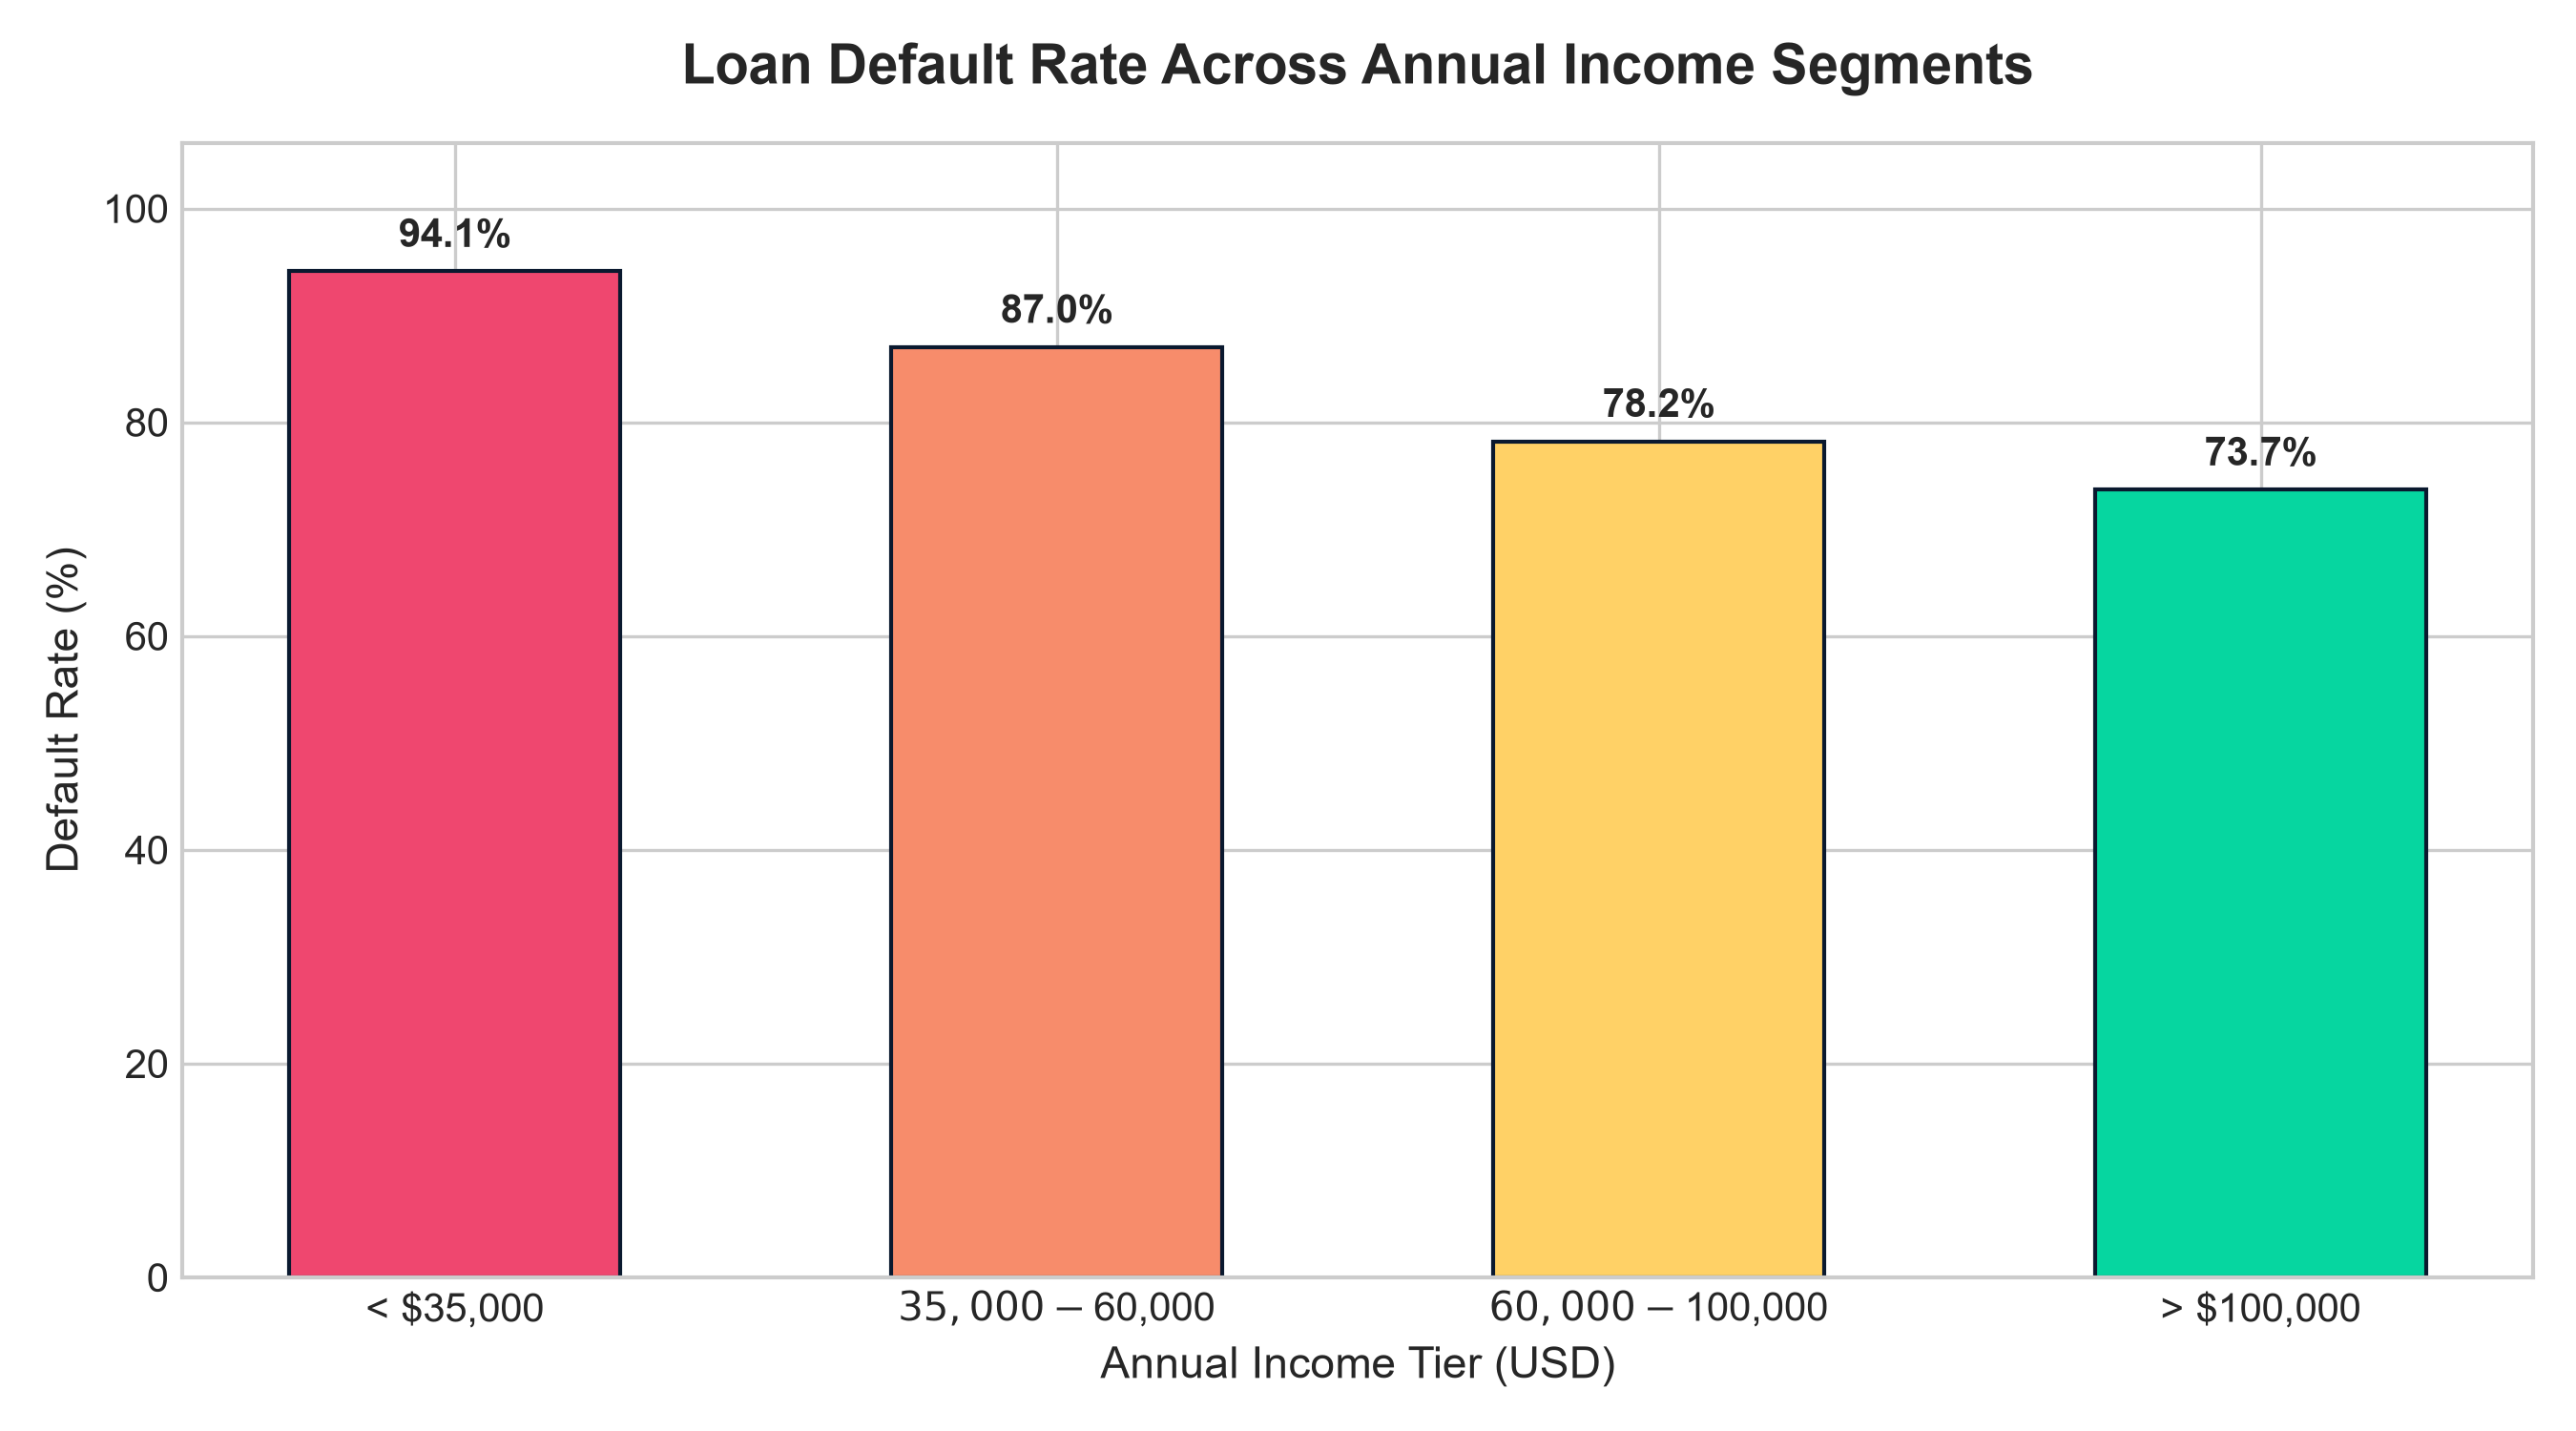 Loan Default Rate Across Annual Income Segments
100
94.1%
87.0%
80
78.2%
73.7%
60
Default Rate (%)
40
20
0
< $35,000
35, 000 – 60,000
60, 000 – 100,000
> $100,000
Annual Income Tier (USD)